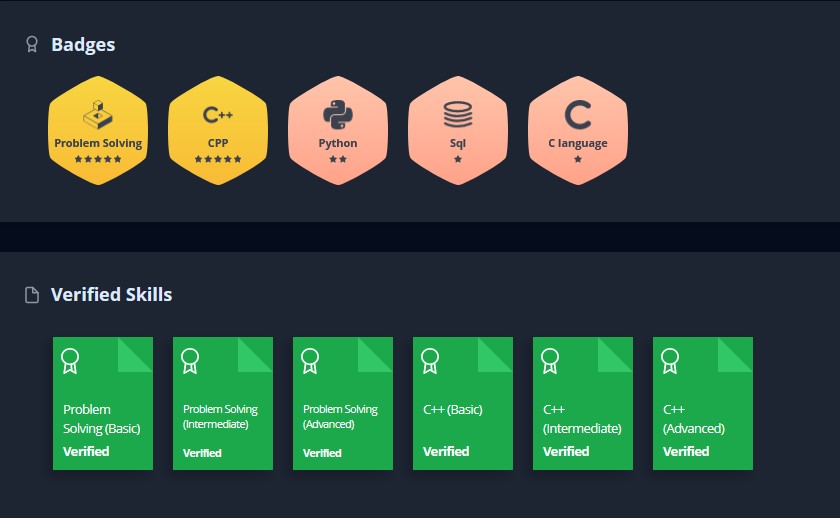 Badges
C++
Problem Solving
CPP
Python
Sql
C language
Verified Skills
Problem
Solving (Basic)
Verified
Problem Solving
(Intermediate)
Verified
Problem Solving
(Advanced)
Verified
C++ (Basic)
Verified
C++
(Intermediate)
Verified
C++
(Advanced)
Verified